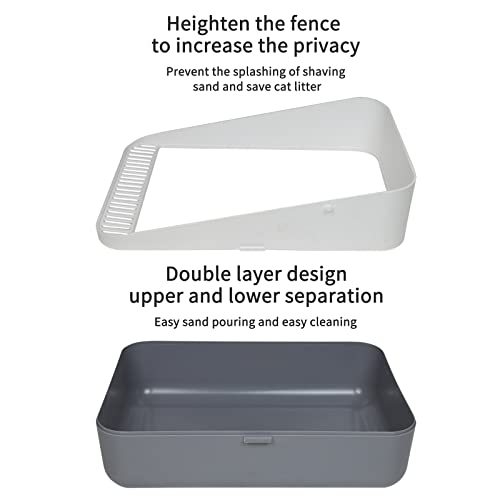 Heighten the fence
to increase the privacy
Prevent the splashing of shaving
sand and save cat litter
Double layer design
upper and lower separation
Easy sand pouring and easy cleaning